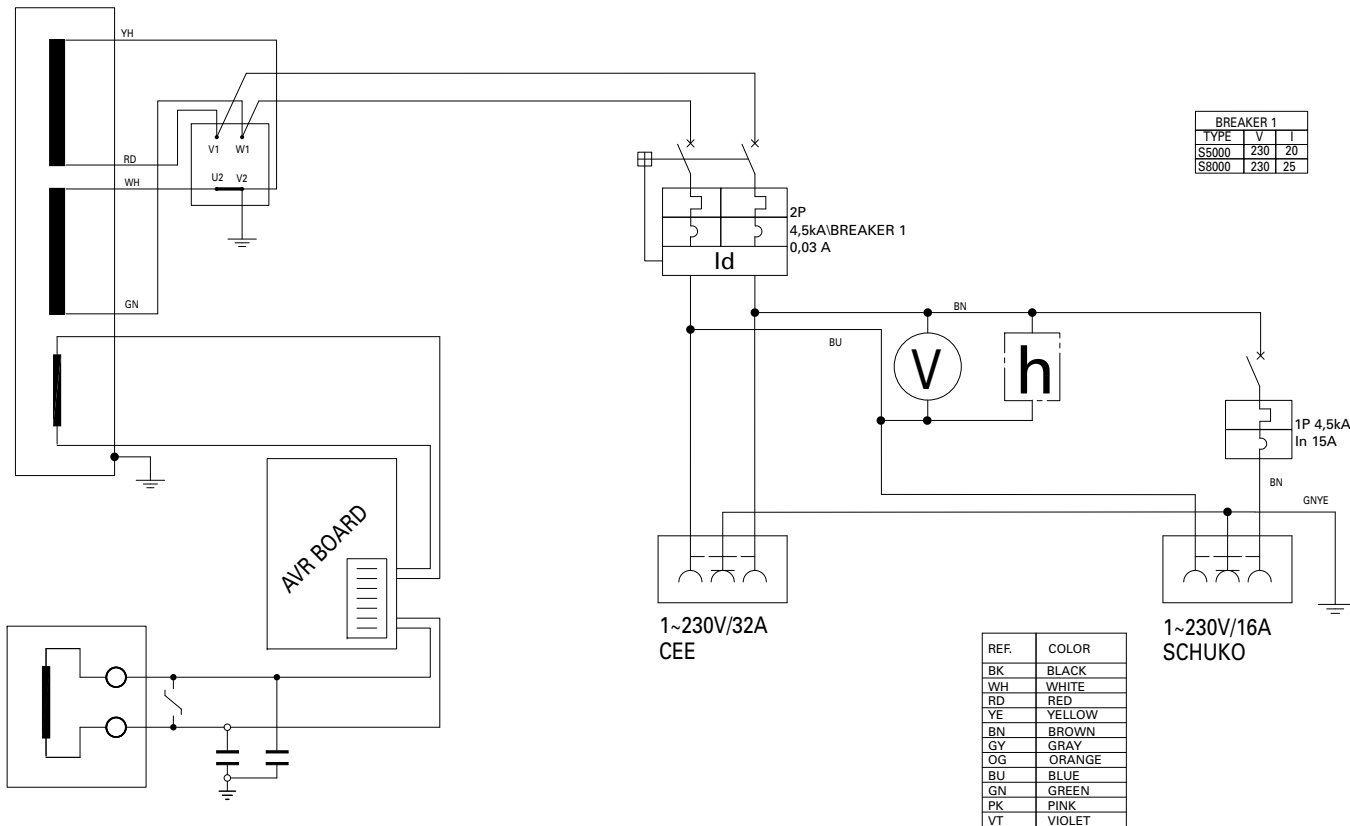 YH
RD
WH
GN
V1 W1
U2 V2
BREAKER 1
TYPE V I
S5000 230 20
S8000 230 25
2P
4,5kA\BREAKER 1
0,03 A
Id
BN
BU
V
h
1P 4,5kA
In 15A
BN
GNYE
AVR BOARD
1~230V/32A
CEE
1~230V/16A
SCHUKO
REF. COLOR
BK BLACK
WH WHITE
RD RED
YE YELLOW
BN BROWN
GY GRAY
OG ORANGE
BU BLUE
GN GREEN
PK PINK
VT VIOLET